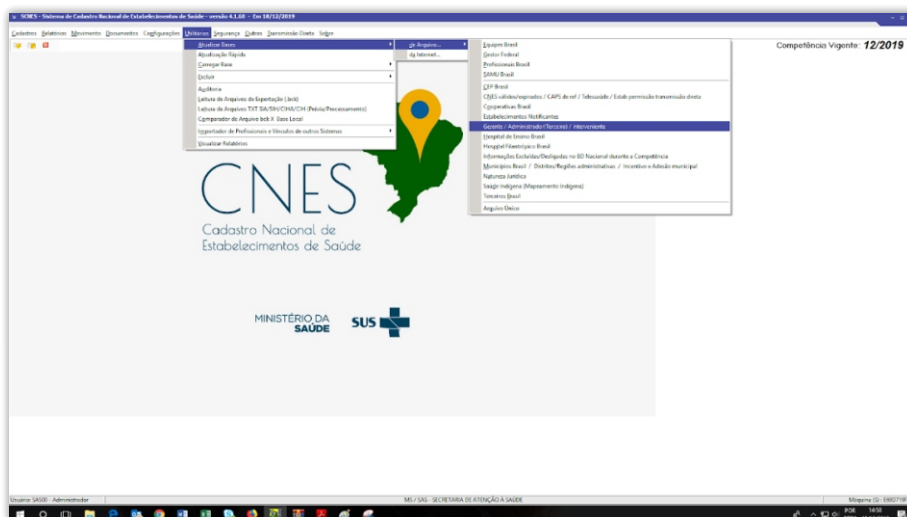 SCNES - Sistema de Cadastro Nacional de Estabelecimentos de Saúde - versão 4.1.60 - Em 10/12/2019
Cadastros Relatórios Movimento Documentos Configurações Utilitários Segurança Outros Transmissão Direta Sobre
Competência Vigente: 12/2019
Atualizar Bases
Atualização Rápida
Carregar Base
Excluir
Auditoria
Leitura de Arquivos de Exportação (.bck)
Leitura de Arquivos TXT SIA/SIH/CIHA/CIH (Prévia/Processamento)
Comparador de Arquivo bck X Base Local
Importador de Profissionais e Vínculos de outros Sistemas
Visualizar Relatórios
de Arquivo...
da Internet...
Equipes Brasil
Gestor Federal
Profissionais Brasil
SAMU Brasil
CEP Brasil
CNES válidos/expirados / CAPS de ref / Telessaúde / Estab permissão transmissão direta
Cooperativas Brasil
Estabelecimentos Notificantes
Gerente / Administrador (Terceiro) / Interveniente
Hospital de Ensino Brasil
Hospital Filantrópico Brasil
Informações Excluídas/Desligadas no BD Nacional durante a Competência
Municípios Brasil / Distritos/Regiões administrativas / Incentivo e Adesão municipal
Natureza Jurídica
Saúde Indígena (Mapeamento Indígena)
Terceiros Brasil
Arquivo Único
CNES
Cadastro Nacional de
Estabelecimentos de Saúde
MINISTÉRIO DA
SAÚDE
SUS
Administrador
MS / SAS - SECRETARIA DE ATENÇÃO A SAÚDE
POR
14:58